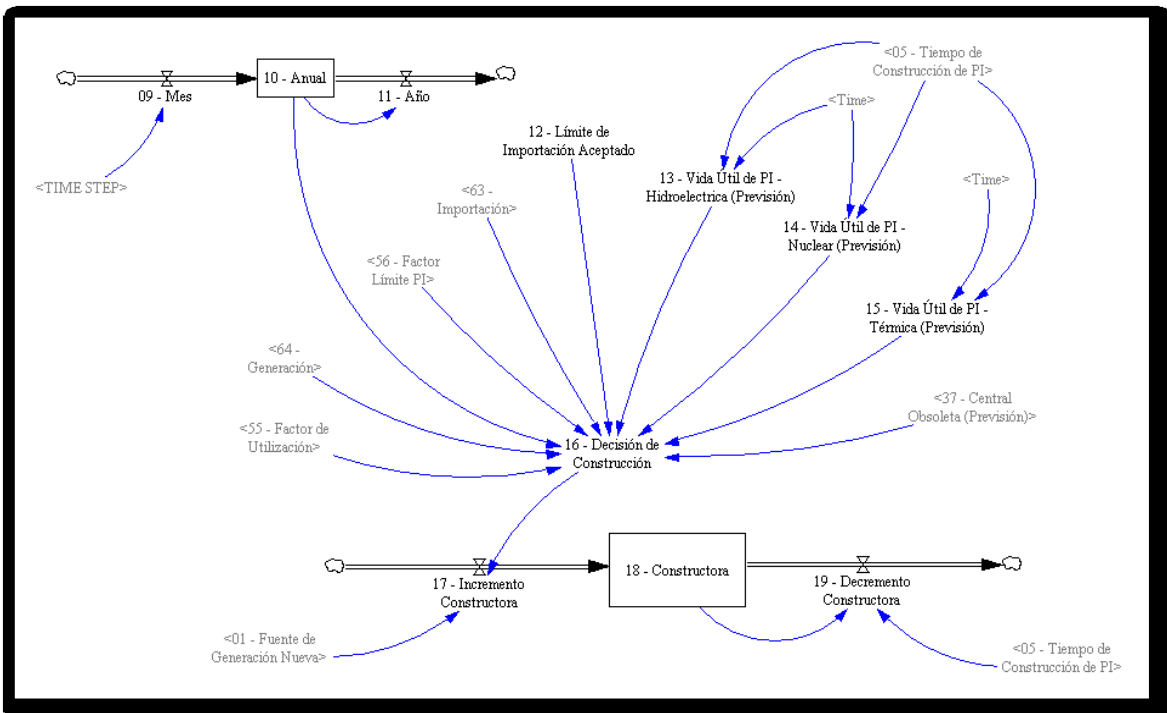 <05 - Tiempo de
Construcción de PI>
10 - Anual
09 - Mes
11 - Año
<Time>
12 - Límite de
Importación Aceptado
<TIME STEP>
13 - Vida Útil de PI -
Hidroelectrica (Previsión)
<Time>
<63 -
Importación>
14 - Vida Útil de PI -
Nuclear (Previsión)
<56 - Factor
Límite PI>
15 - Vida Útil de PI -
Térmica (Previsión)
<64 -
Generación>
<37 - Central
Obsoleta (Previsión)>
<55 - Factor de
Utilización>
16 - Decisión de
Construcción
18 - Constructora
17 - Incremento
Constructora
19 - Decremento
Constructora
<01 - Fuente de
Generación Nueva>
<05 - Tiempo de
Construcción de PI>